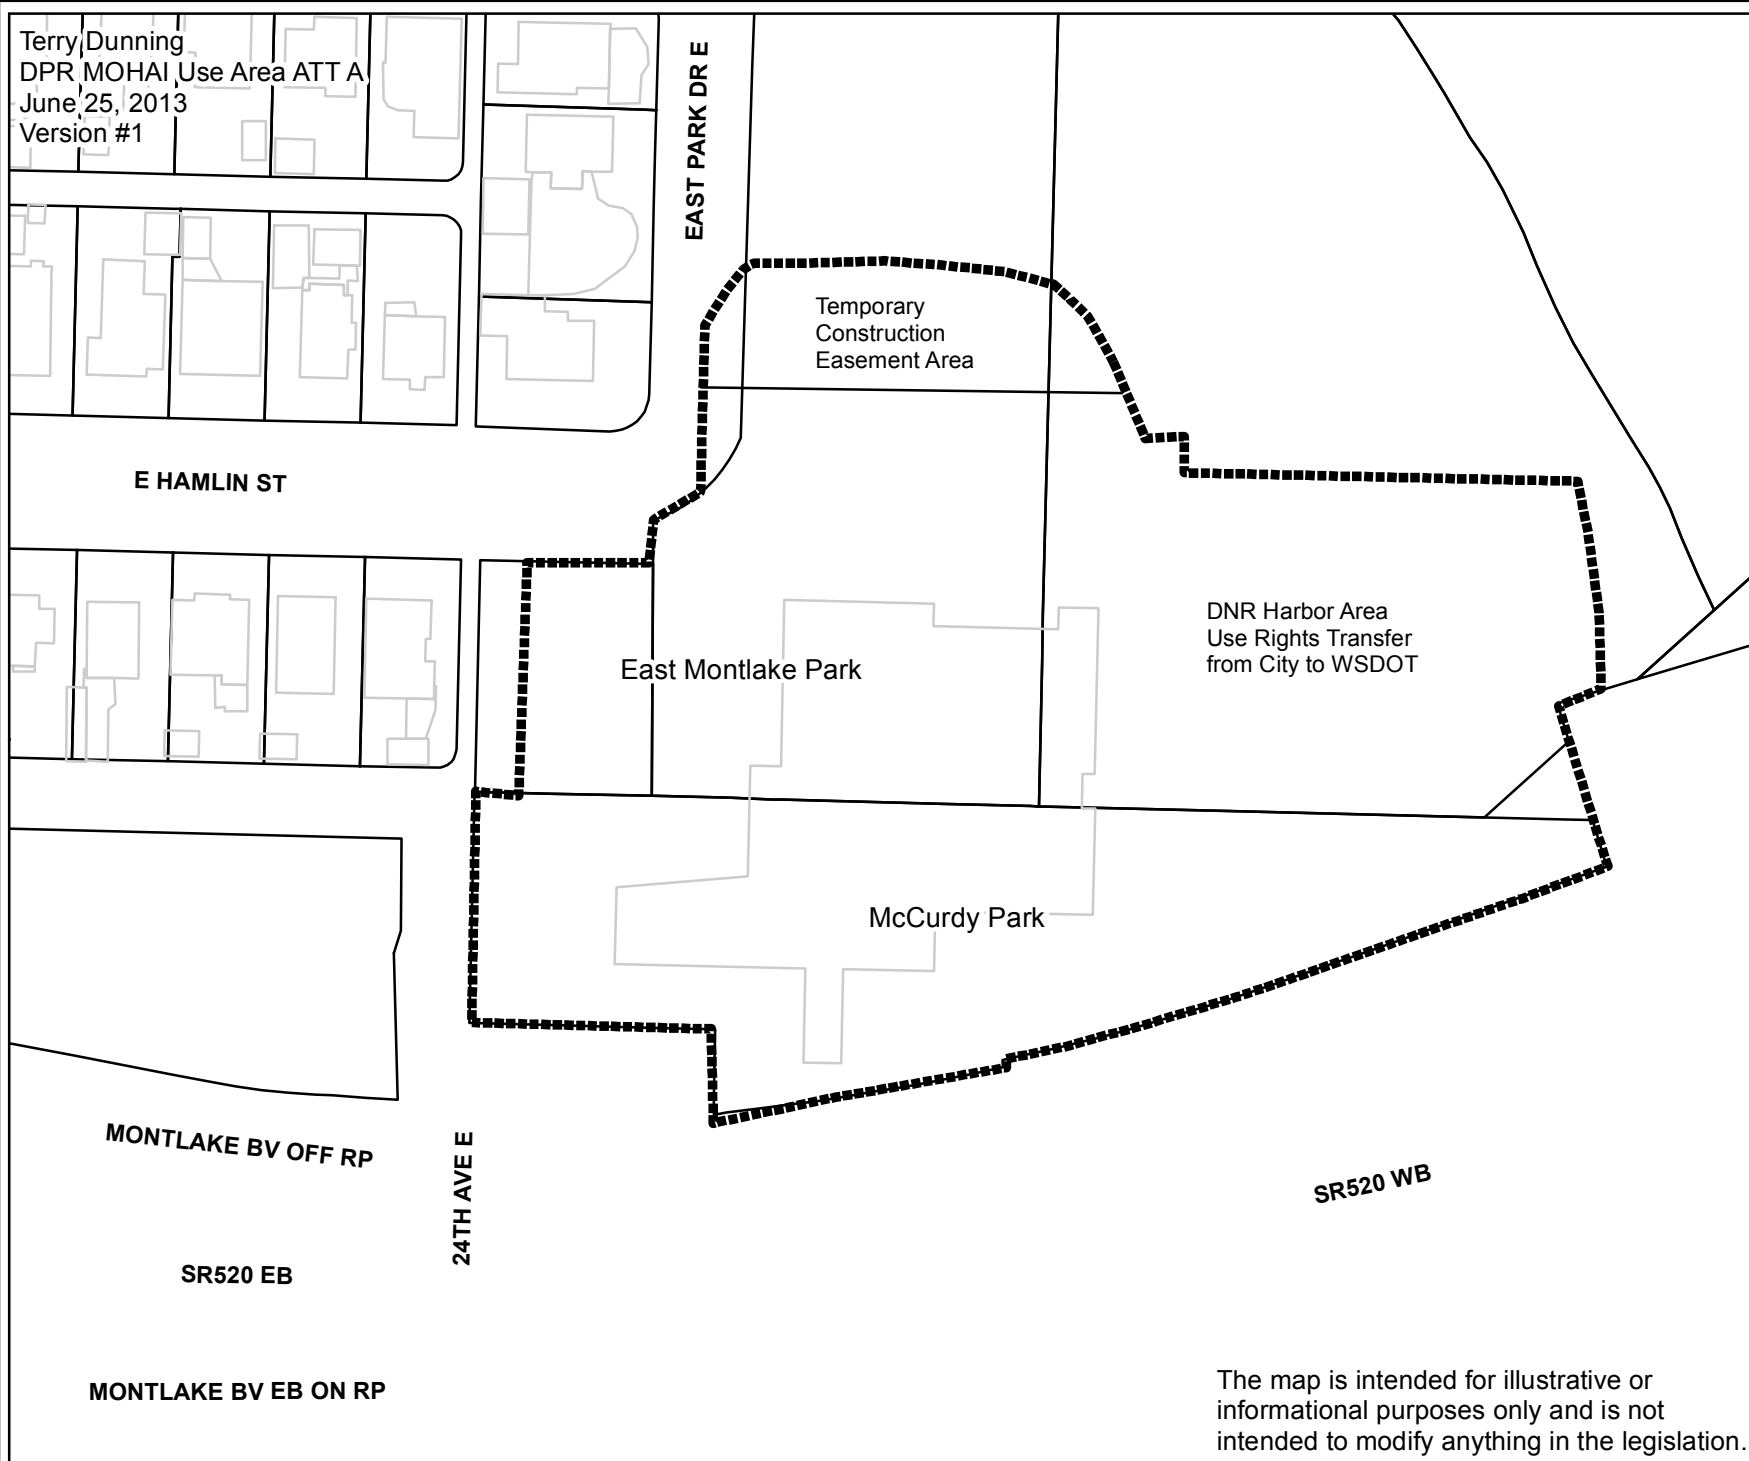 Terry Dunning
DPR MOHAI Use Area ATT A
June 25, 2013
Version #1
EAST PARK DR E
Temporary
Construction
Easement Area
E HAMLIN ST
DNR Harbor Area
Use Rights Transfer
from City to WSDOT
East Montlake Park
McCurdy Park
MONTLAKE BV OFF RP
24TH AVE E
SR520 WB
SR520 EB
MONTLAKE BV EB ON RP
The map is intended for illustrative or
informational purposes only and is not
intended to modify anything in the legislation.